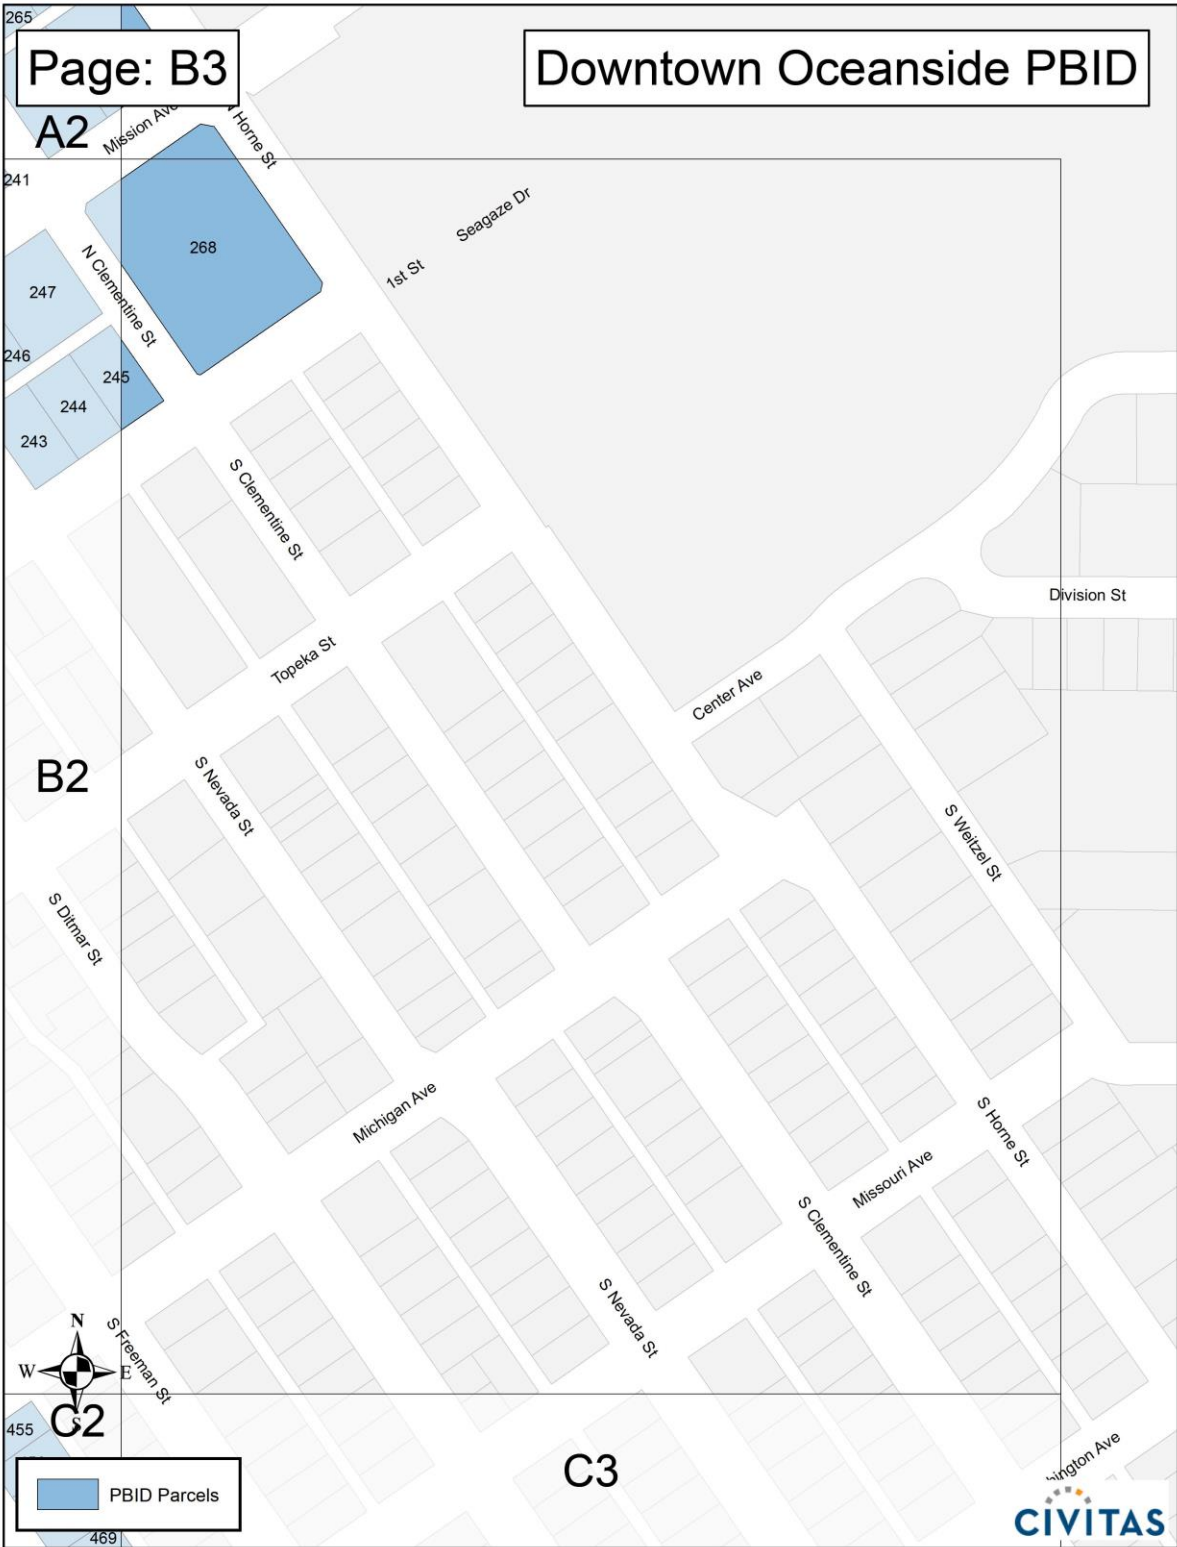 265
Page: B3
Downtown Oceanside PBID
A2
Mission Ave
N Horne St
241
Seagaze Dr
268
1st St
247
N Clementine St
246
245
244
243
S Clementine St
Division St
Topeka St
Center Ave
B2
S Nevada St
S Weitzel St
S Ditmar St
Michigan Ave
S Horne St
Missouri Ave
S Clementine St
S Nevada St
S Freeman St
N
W
E
S
C2
455
C3
PBID Parcels
469
CIVITAS